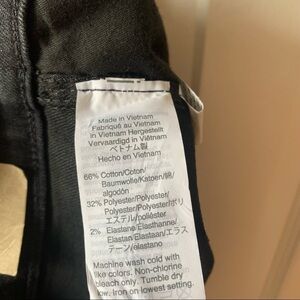 Made in Vietnam
Fabriqué au Vietnam
In Vietnam Hergestellt
Vervaardigd in Viëtnam
ベトナム製
Hecho en Vietnam
66% Cotton/Coton/
Baumwolle/Katoen/綿/
algodón
32% Polyester/Polyester/
Polyester/Polyester/ポリ
エステル/poliéster
2% Elastane/Elasthanne/
Elastan/Elastaan/エラス
テーン/elastano
Machine wash cold with
like colors. Non-chlorine
bleach only. Tumble dry
low. Iron on lowest setting.